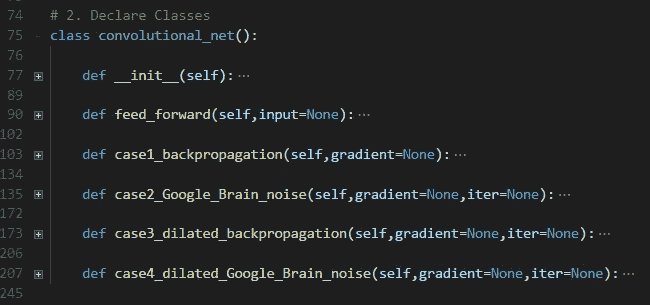 74 # 2. Declare Classes
75 - class convolutional_net():
76
77 + def __init__(self): ···
89
90 + def feed_forward(self,input=None): ···
102
103 + def case1_backpropagation(self,gradient=None): ···
134
135 + def case2_Google_Brain_noise(self,gradient=None,iter=None): ···
172
173 + def case3_dilated_backpropagation(self,gradient=None,iter=None): ···
206
207 + def case4_dilated_Google_Brain_noise(self,gradient=None,iter=None): ···
245